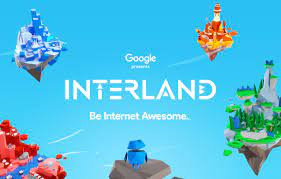 Google
presents
INTERLAND
Be Internet Awesome.